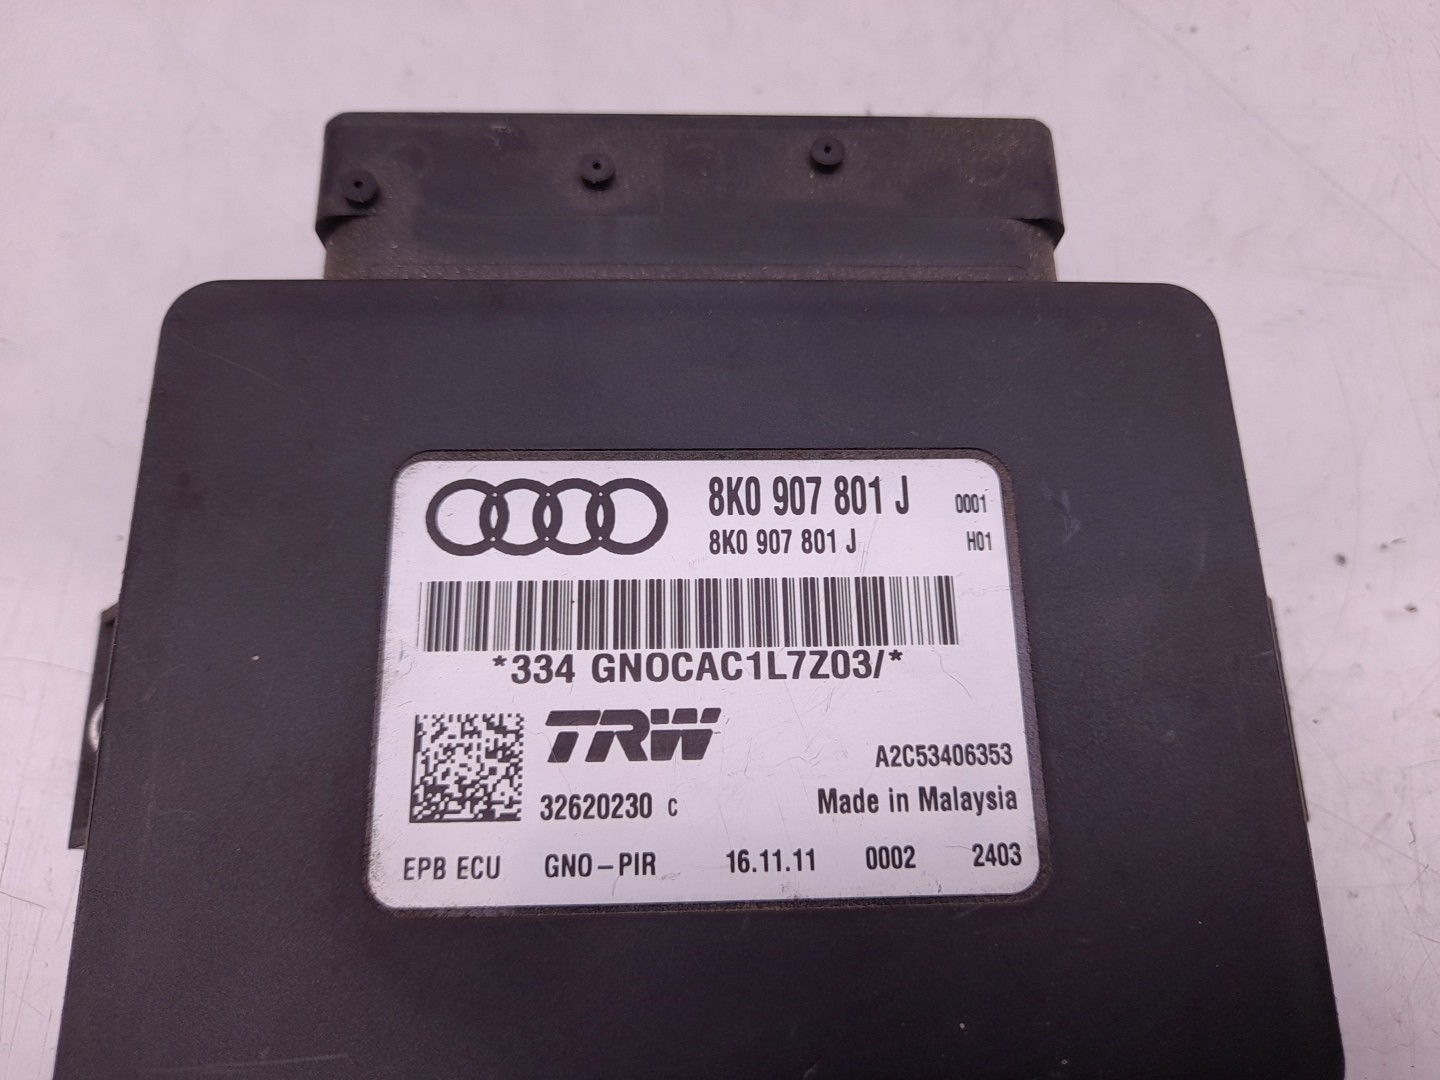 8K0 907 801 J 0001
8K0 907 801 J H01
*334 GNOCAC1L7Z03/*
TRW
A2C53406353
32620230 C Made in Malaysia
EPB ECU GNO-PIR 16.11.11 0002 2403